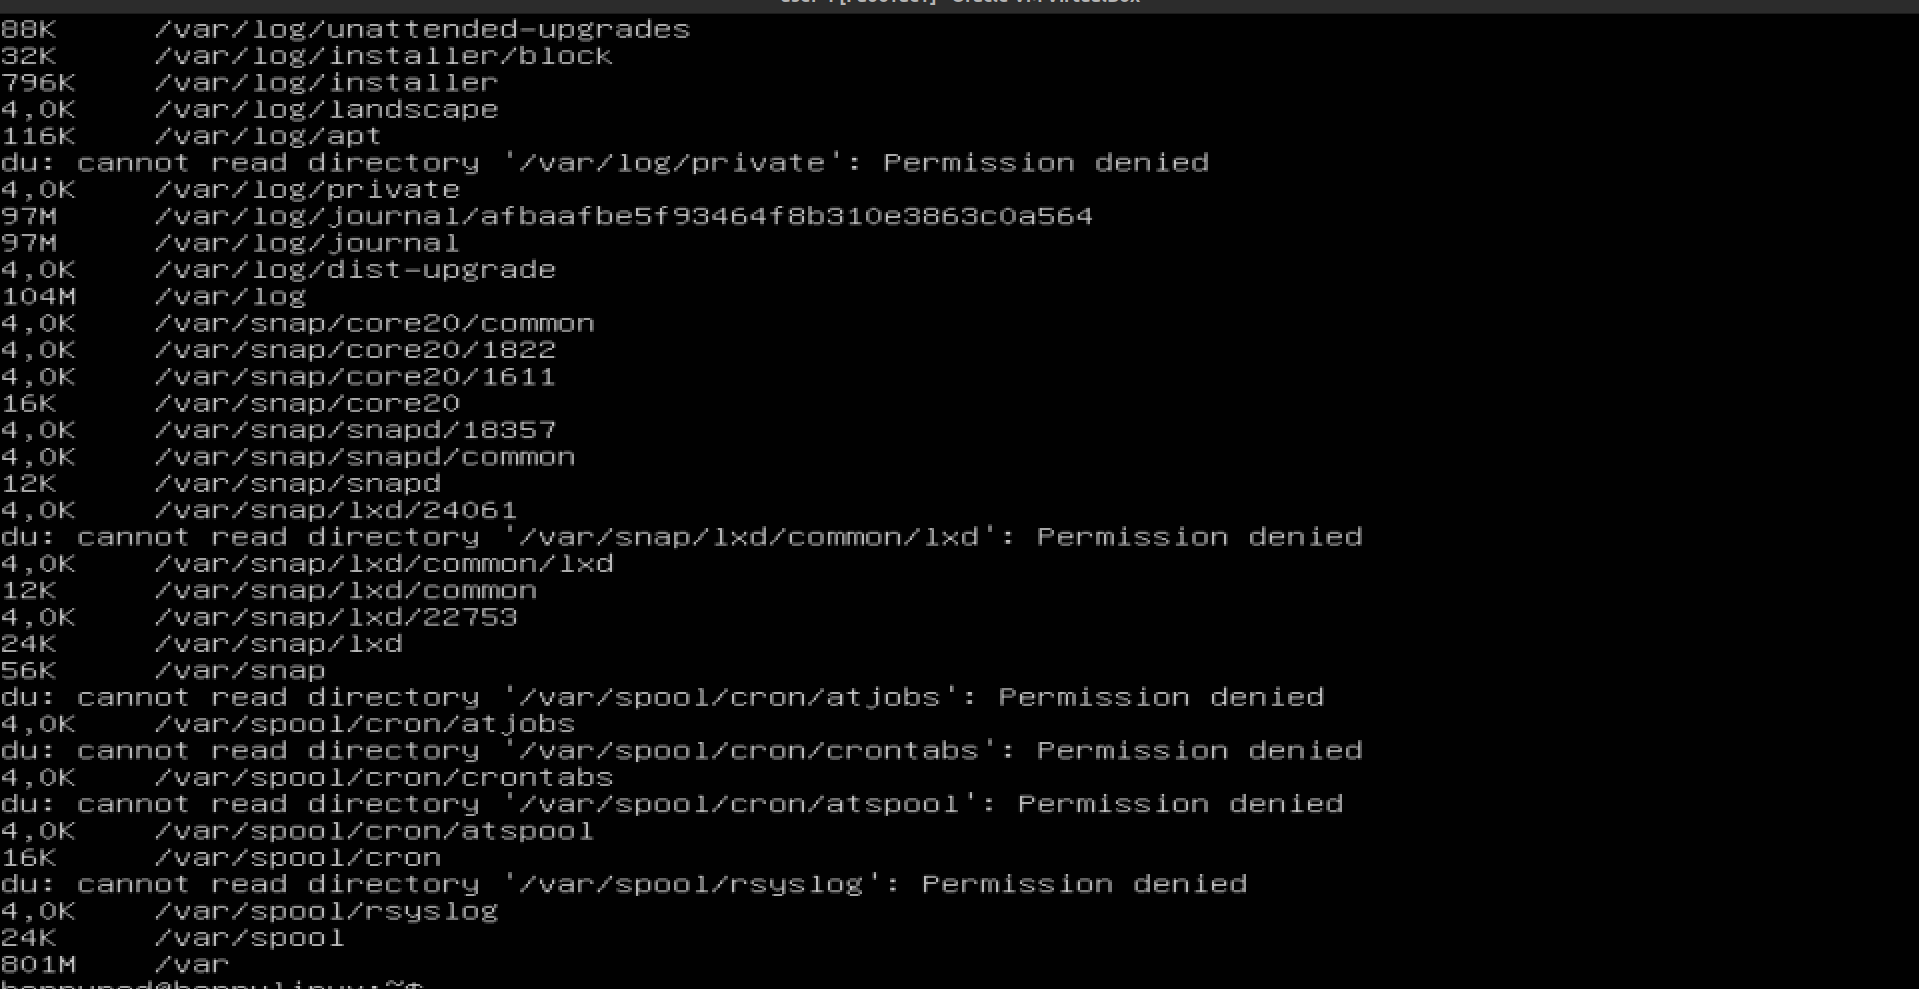 88K     /var/log/unattended-upgrades
32K     /var/log/installer/block
796K    /var/log/installer
4,0K    /var/log/landscape
116K    /var/log/apt
du: cannot read directory '/var/log/private': Permission denied
4,0K    /var/log/private
97M     /var/log/journal/afbaafbe5f93464f8b310e3863c0a564
97M     /var/log/journal
4,0K    /var/log/dist-upgrade
104M    /var/log
4,0K    /var/snap/core20/common
4,0K    /var/snap/core20/1822
4,0K    /var/snap/core20/1611
16K     /var/snap/core20
4,0K    /var/snap/snapd/18357
4,0K    /var/snap/snapd/common
12K     /var/snap/snapd
4,0K    /var/snap/lxd/24061
du: cannot read directory '/var/snap/lxd/common/lxd': Permission denied
4,0K    /var/snap/lxd/common/lxd
12K     /var/snap/lxd/common
4,0K    /var/snap/lxd/22753
24K     /var/snap/lxd
56K     /var/snap
du: cannot read directory '/var/spool/cron/atjobs': Permission denied
4,0K    /var/spool/cron/atjobs
du: cannot read directory '/var/spool/cron/crontabs': Permission denied
4,0K    /var/spool/cron/crontabs
du: cannot read directory '/var/spool/cron/atspool': Permission denied
4,0K    /var/spool/cron/atspool
16K     /var/spool/cron
du: cannot read directory '/var/spool/rsyslog': Permission denied
4,0K    /var/spool/rsyslog
24K     /var/spool
801M    /var